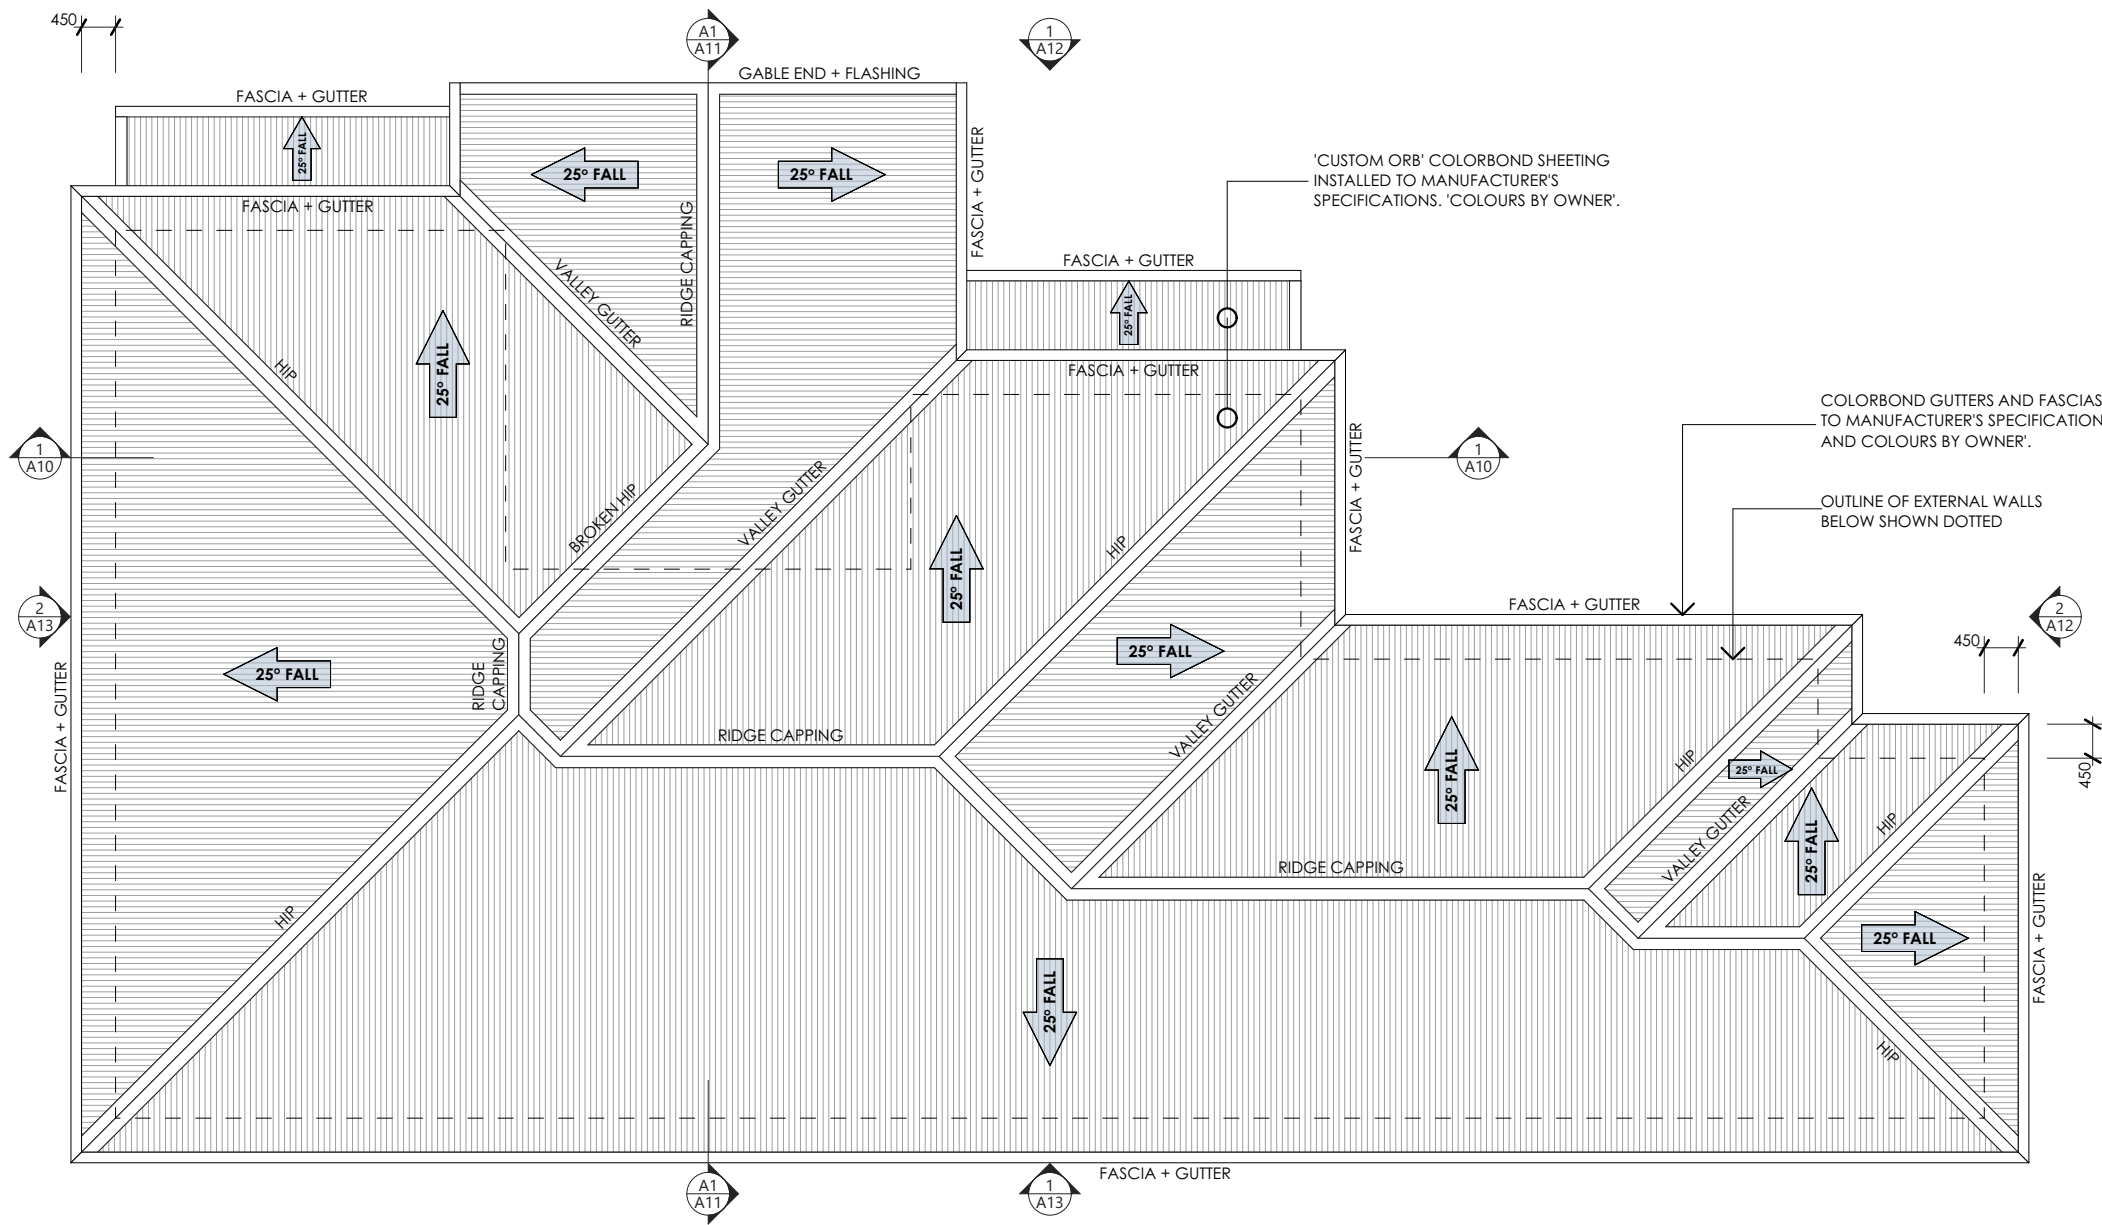 450
A1
A11
1
A12
GABLE END + FLASHING
FASCIA + GUTTER
25° FALL
25° FALL
25° FALL
FASCIA + GUTTER
'CUSTOM ORB' COLORBOND SHEETING
INSTALLED TO MANUFACTURER'S
SPECIFICATIONS. 'COLOURS BY OWNER'.
FASCIA + GUTTER
RIDGE CAPPING
FASCIA + GUTTER
VALLEY GUTTER
25° FALL
HIP
25° FALL
FASCIA + GUTTER
COLORBOND GUTTERS AND FASCIAS
TO MANUFACTURER'S SPECIFICATION
AND COLOURS BY OWNER'.
1
A10
FASCIA + GUTTER
1
A10
VALLEY GUTTER
BROKEN HIP
OUTLINE OF EXTERNAL WALLS
BELOW SHOWN DOTTED
HIP
25° FALL
2
A13
FASCIA + GUTTER
2
A12
450
25° FALL
25° FALL
RIDGE
CAPPING
FASCIA + GUTTER
VALLEY GUTTER
RIDGE CAPPING
HIP
25° FALL
25° FALL
450
VALLEY GUTTER
HIP
25° FALL
RIDGE CAPPING
HIP
25° FALL
FASCIA + GUTTER
25° FALL
HIP
FASCIA + GUTTER
A1
A11
1
A13